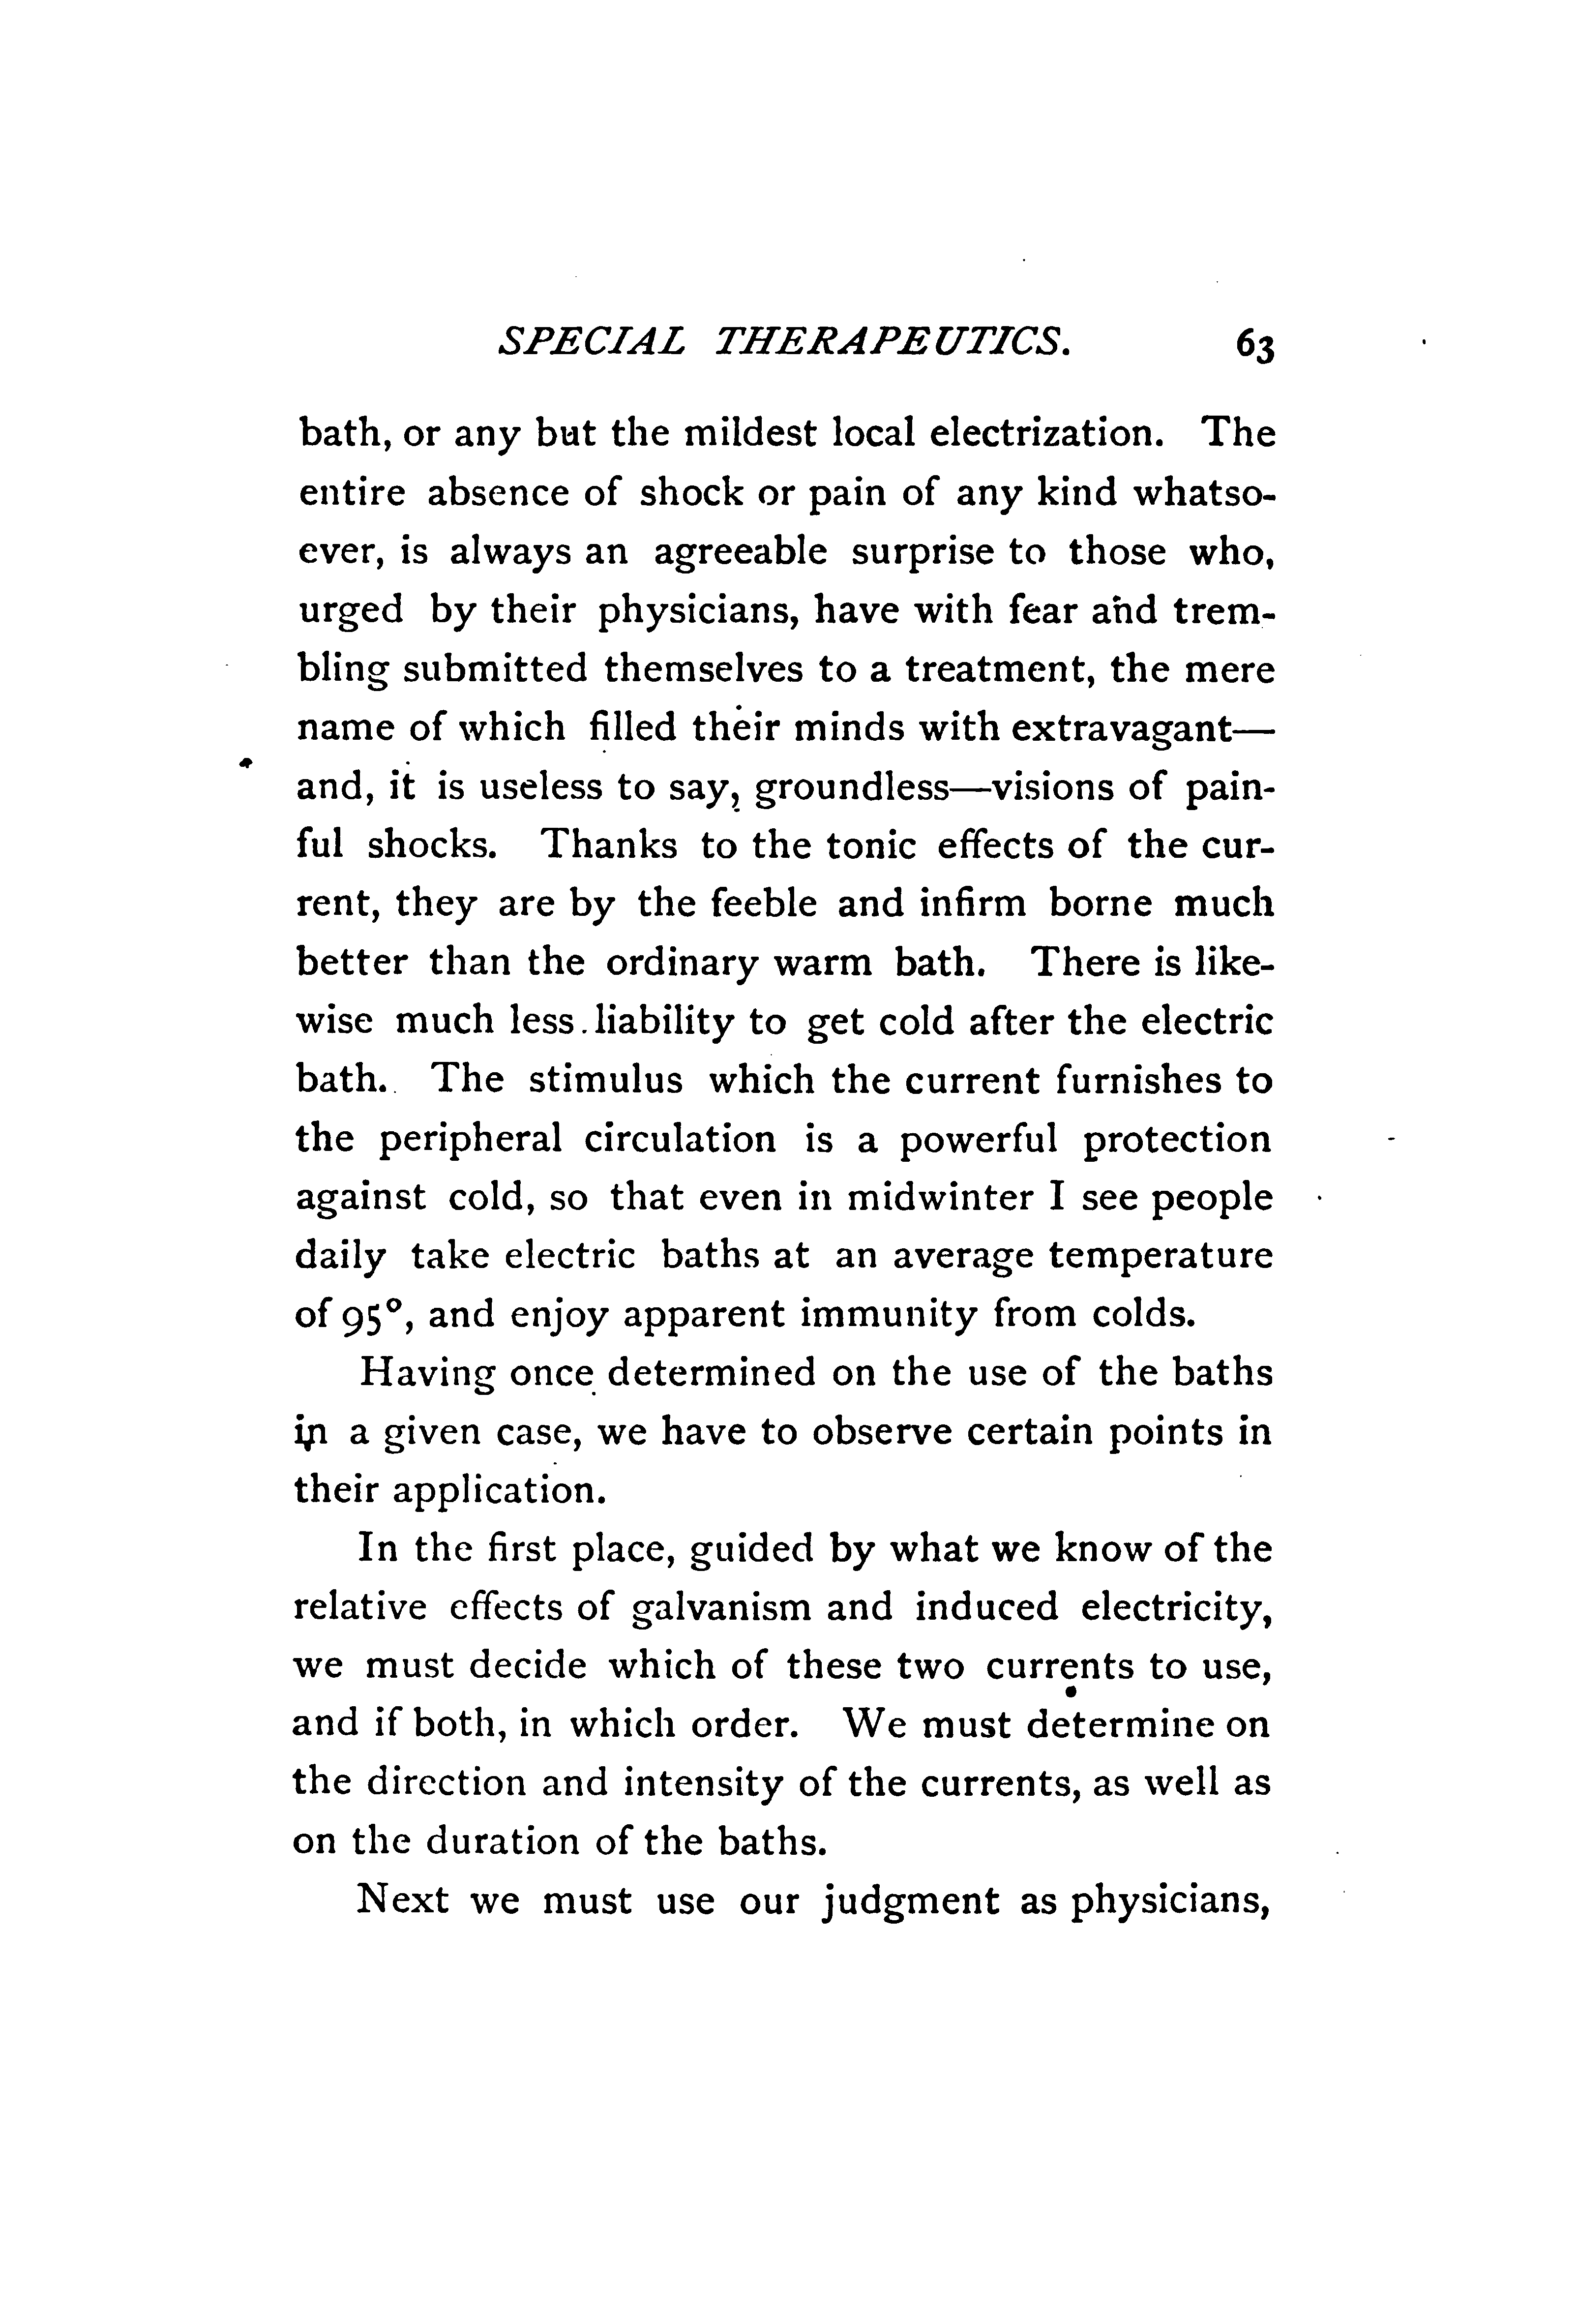 SPECIAL THERAPEUTICS. 63
bath, or any but the mildest local electrization. The
entire absence of shock or pain of any kind whatso-
ever, is always an agreeable surprise to those who,
urged by their physicians, have with fear and trem-
bling submitted themselves to a treatment, the mere
name of which filled their minds with extravagant—
and, it is useless to say, groundless—visions of pain-
ful shocks. Thanks to the tonic effects of the cur-
rent, they are by the feeble and infirm borne much
better than the ordinary warm bath. There is like-
wise much less liability to get cold after the electric
bath. The stimulus which the current furnishes to
the peripheral circulation is a powerful protection
against cold, so that even in midwinter I see people
daily take electric baths at an average temperature
of 95°, and enjoy apparent immunity from colds.
Having once determined on the use of the baths
in a given case, we have to observe certain points in
their application.
In the first place, guided by what we know of the
relative effects of galvanism and induced electricity,
we must decide which of these two currents to use,
and if both, in which order. We must determine on
the direction and intensity of the currents, as well as
on the duration of the baths.
Next we must use our judgment as physicians,